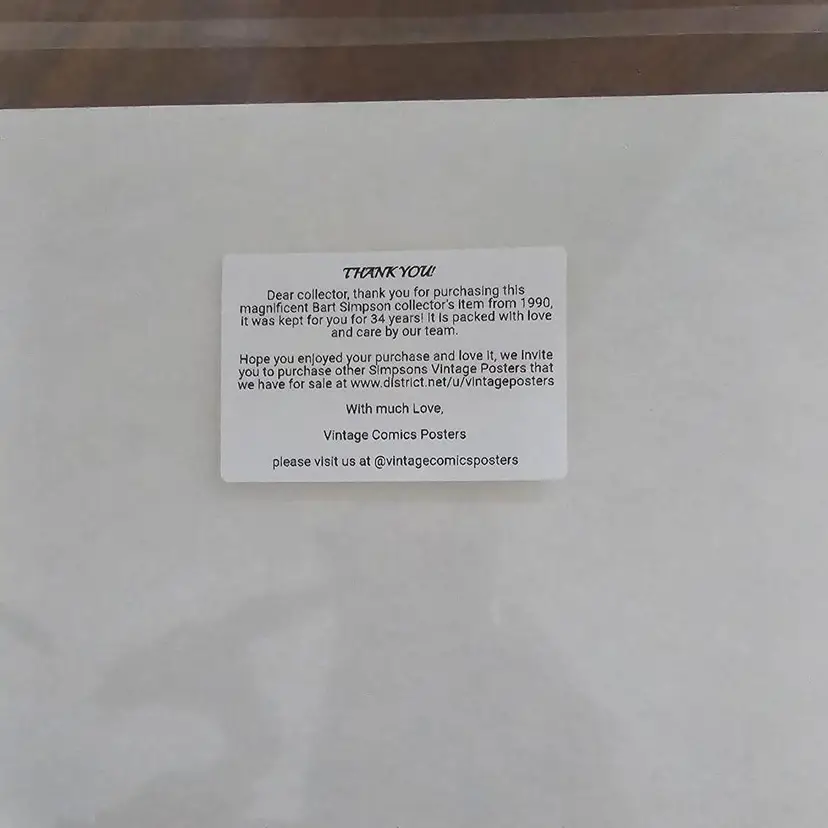 THANK YOU!
Dear collector, thank you for purchasing this
magnificent Bart Simpson collector's item from 1990,
it was kept for you for 34 years! It is packed with love
and care by our team.
Hope you enjoyed your purchase and love it, we invite
you to purchase other Simpsons Vintage Posters that
we have for sale at www.district.net/u/vintageposters
With much Love,
Vintage Comics Posters
please visit us at @vintagecomicsposters